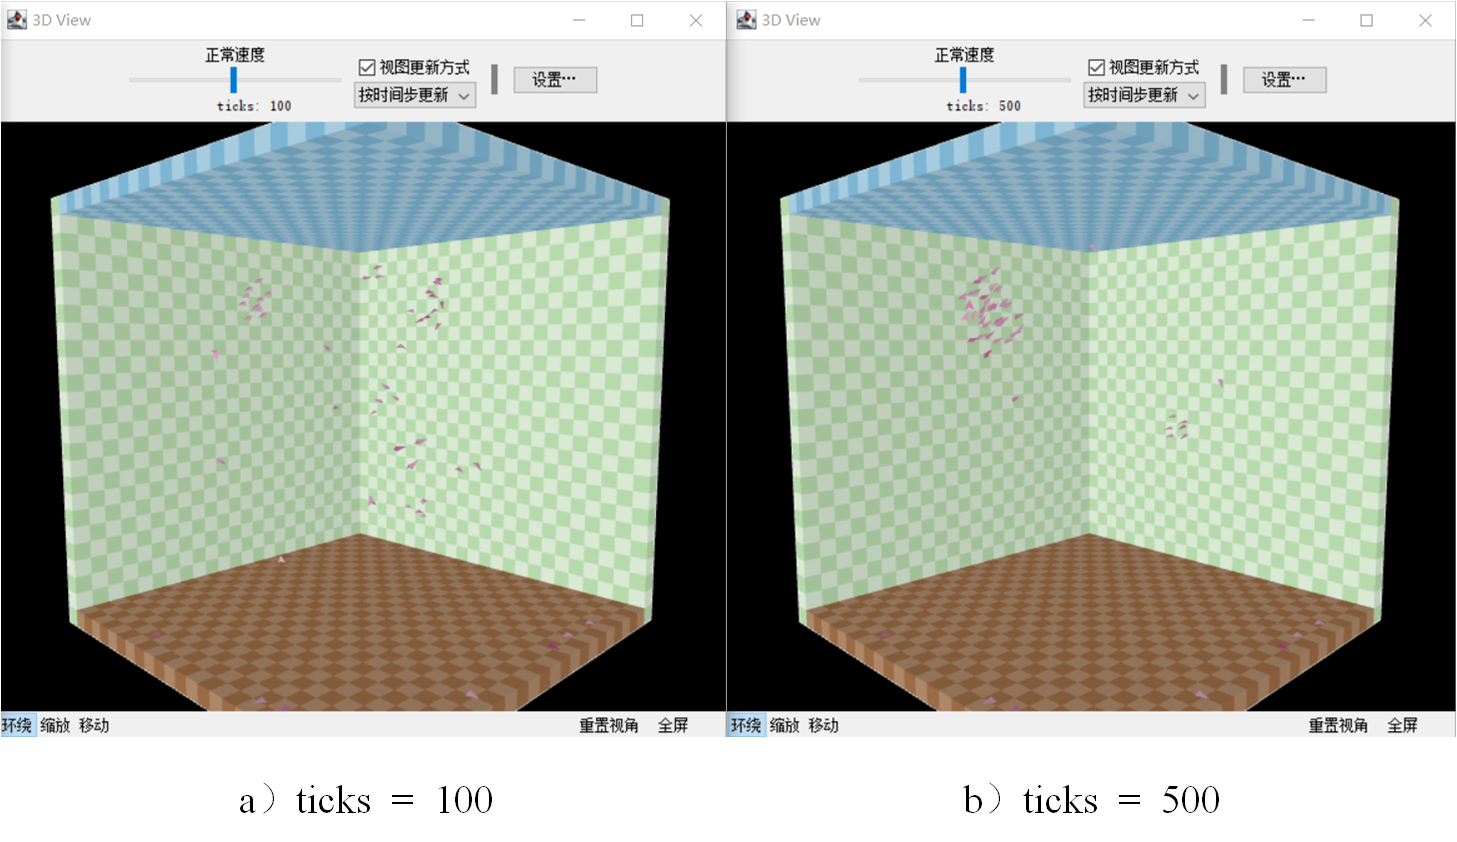 3D View
正常速度
ticks: 100
视图更新方式
按时间步更新
设置…
环绕 缩放 移动
重置视角 全屏
3D View
正常速度
ticks: 500
视图更新方式
按时间步更新
设置…
环绕 缩放 移动
重置视角 全屏
a）ticks = 100
b）ticks = 500